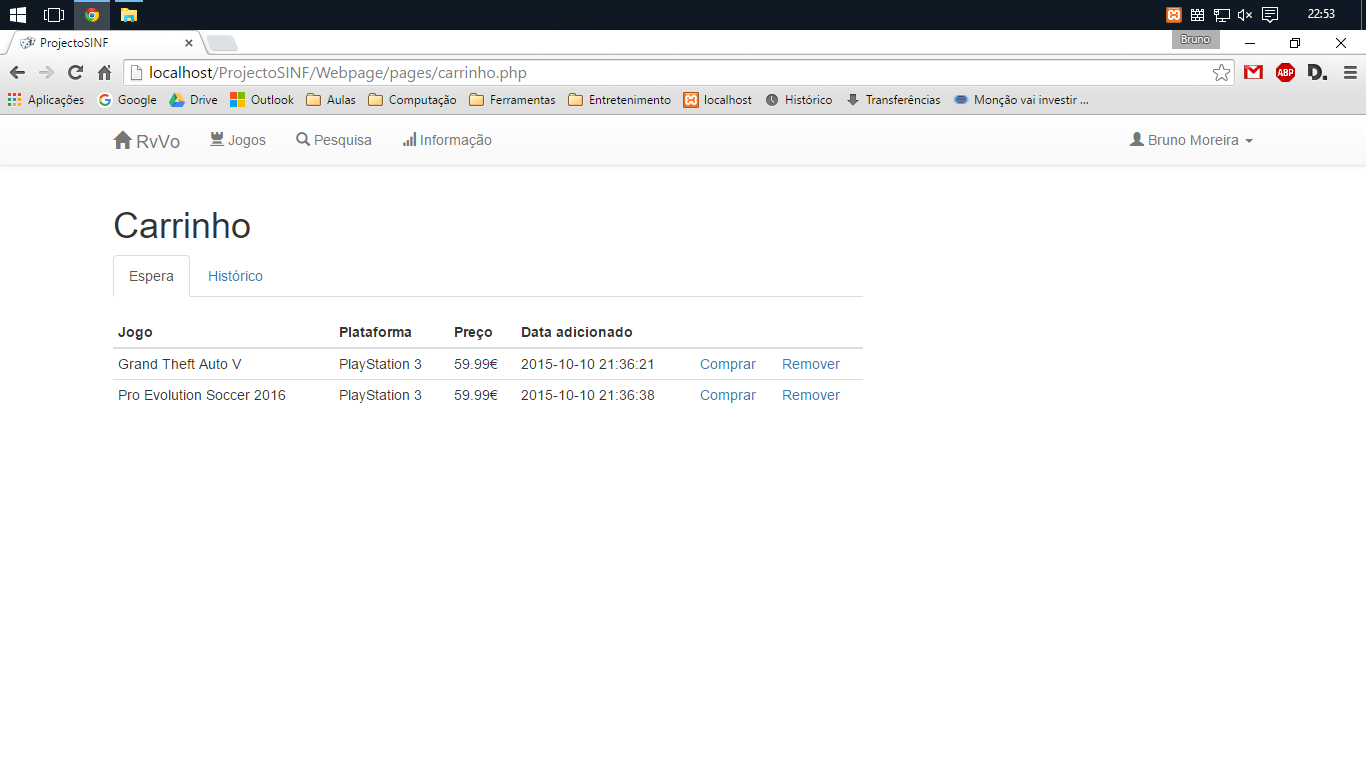 22:53
ProjectoSINF
Bruno
localhost/ProjectoSINF/Webpage/pages/carrinho.php
ABP
D.
Aplicações Google Drive Outlook Aulas Computação Ferramentas Entretenimento localhost Histórico Transferências Monção vai investir ...
RvVo Jogos Pesquisa Informação Bruno Moreira
Carrinho
Espera Histórico
Jogo Plataforma Preço Data adicionado
Grand Theft Auto V PlayStation 3 59.99€ 2015-10-10 21:36:21 Comprar Remover
Pro Evolution Soccer 2016 PlayStation 3 59.99€ 2015-10-10 21:36:38 Comprar Remover